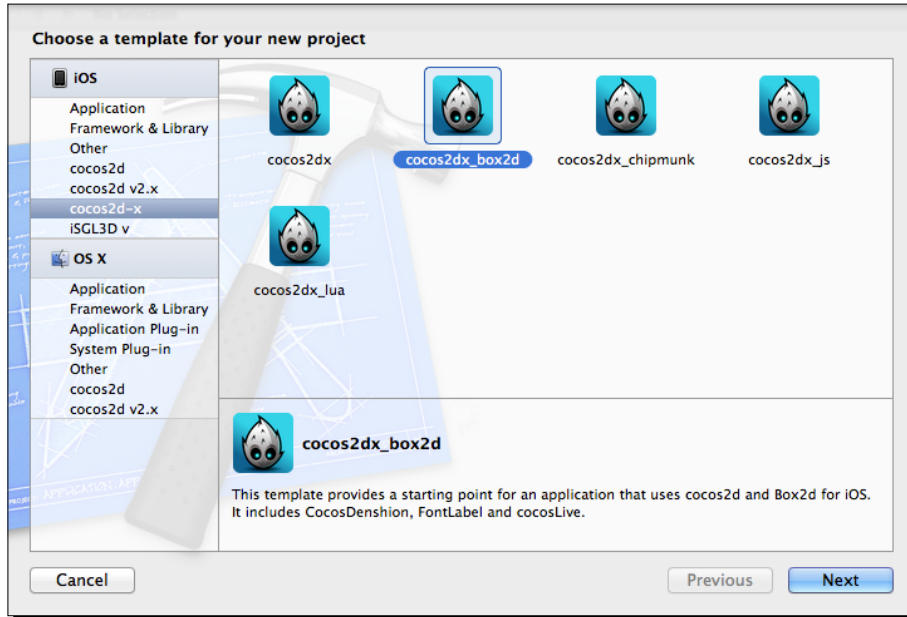 Choose a template for your new project
iOS
Application
Framework & Library
Other
cocos2d
cocos2d v2.x
cocos2d-x
iSGL3D v
OS X
Application
Framework & Library
Application Plug-in
System Plug-in
Other
cocos2d
cocos2d v2.x
cocos2dx
cocos2dx_box2d
cocos2dx_chipmunk
cocos2dx_js
cocos2dx_lua
cocos2dx_box2d
This template provides a starting point for an application that uses cocos2d and Box2d for iOS.
It includes CocosDenshion, FontLabel and cocosLive.
Cancel
Previous
Next